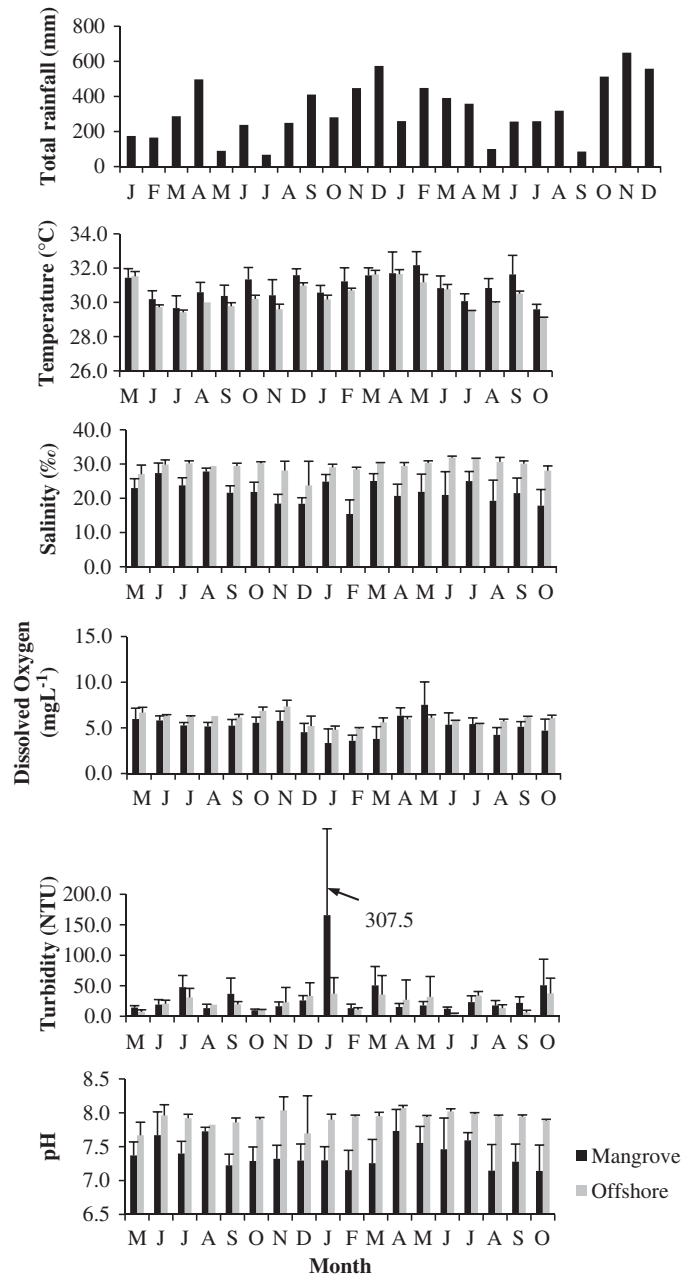 Total rainfall (mm)
800
600
400
200
0
J F M A M J J A S O N D J F M A M J J A S O N D
Temperature (°C)
34.0
32.0
30.0
28.0
26.0
M J J A S O N D J F M A M J J A S O
Salinity (‰)
40.0
30.0
20.0
10.0
0.0
M J J A S O N D J F M A M J J A S O
Dissolved Oxygen
(mgL-1)
15.0
10.0
5.0
0.0
M J J A S O N D J F M A M J J A S O
Turbidity (NTU)
200.0
150.0
100.0
50.0
0.0
307.5
M J J A S O N D J F M A M J J A S O
pH
8.5
8.0
7.5
7.0
6.5
M J J A S O N D J F M A M J J A S O
Month
Mangrove
Offshore